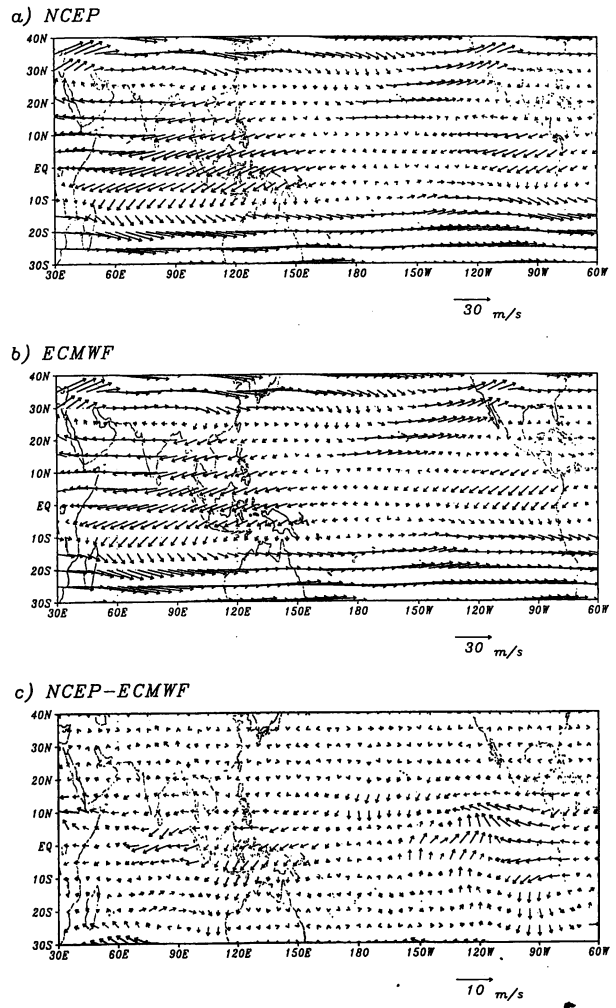 a) NCEP
40N
30N
20N
10N
EQ
10S
20S
30S
30E 60E 90E 120E 150E 180 150W 120W 90W 60W
30 m/s
b) ECMWF
40N
30N
20N
10N
EQ
10S
20S
30S
30E 60E 90E 120E 150E 180 150W 120W 90W 60W
30 m/s
c) NCEP-ECMWF
40N
30N
20N
10N
EQ
10S
20S
30S
30E 60E 90E 120E 150E 180 150W 120W 90W 60W
10 m/s